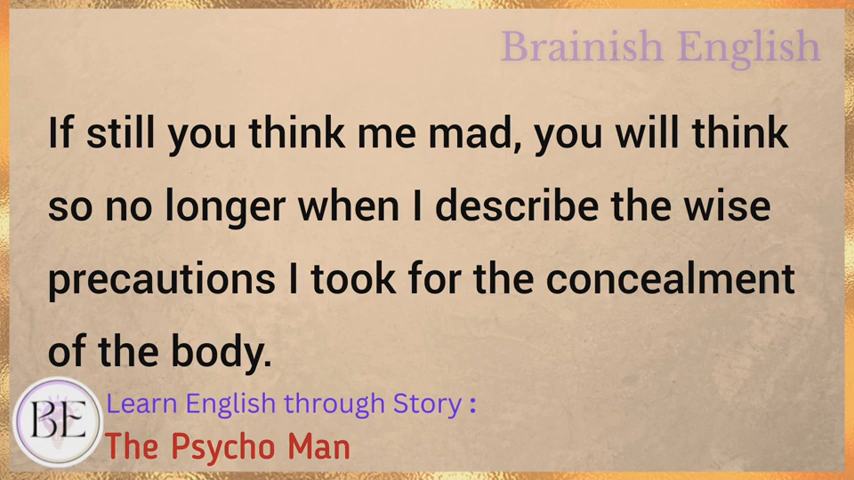 Brainish English
If still you think me mad, you will think
so no longer when I describe the wise
precautions I took for the concealment
of the body.
BE
Learn English through Story :
The Psycho Man